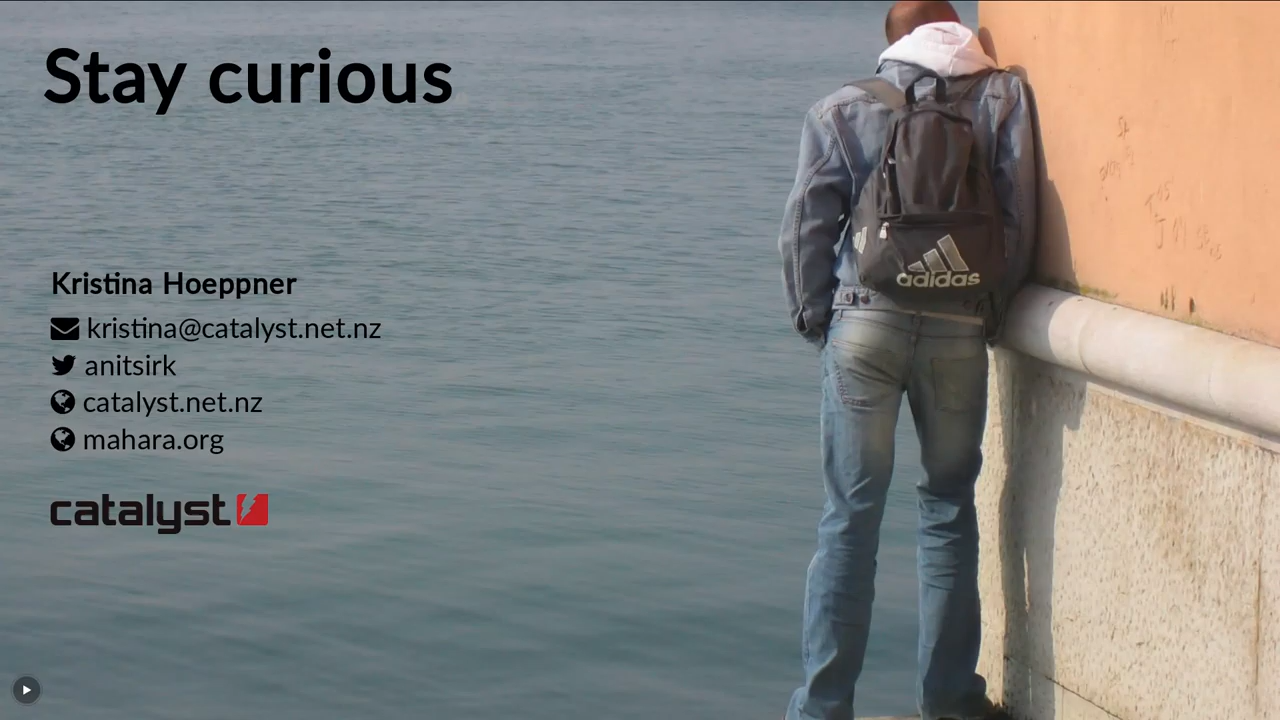 Stay curious
Kristina Hoeppner
kristina@catalyst.net.nz
anitsirk
catalyst.net.nz
mahara.org
catalyst
adidas